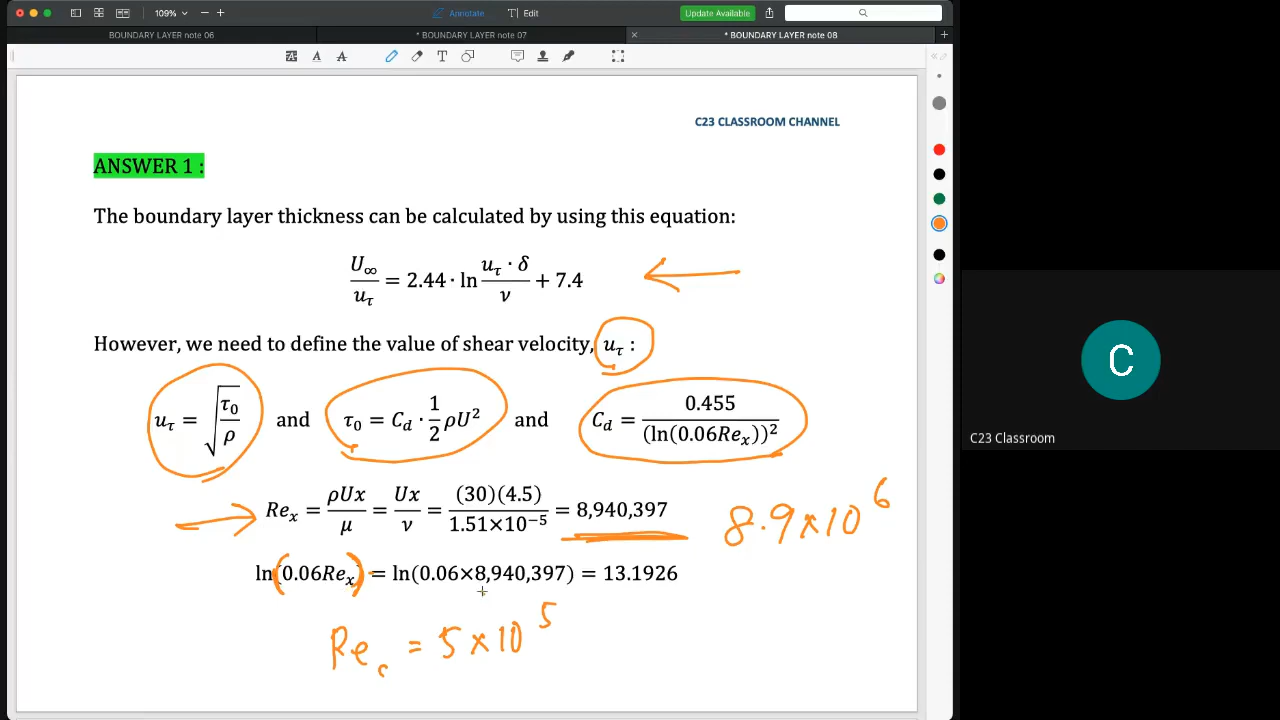 109%
Annotate
Edit
Update Available
BOUNDARY LAYER note 06
* BOUNDARY LAYER note 07
* BOUNDARY LAYER note 08
C23 CLASSROOM CHANNEL
ANSWER 1 :
The boundary layer thickness can be calculated by using this equation:
U∞/uτ = 2.44 · ln uτ · δ/ν + 7.4
However, we need to define the value of shear velocity, uτ :
uτ = √τ0/ρ and τ0 = Cd · 1/2 ρU² and Cd = 0.455/(ln(0.06Rex))²
Rex = ρUx/μ = Ux/ν = (30)(4.5)/1.51×10⁻⁵ = 8,940,397
8.9×10⁶
ln(0.06Rex) = ln(0.06×8,940,397) = 13.1926
Rec = 5×10⁵
C
C23 Classroom